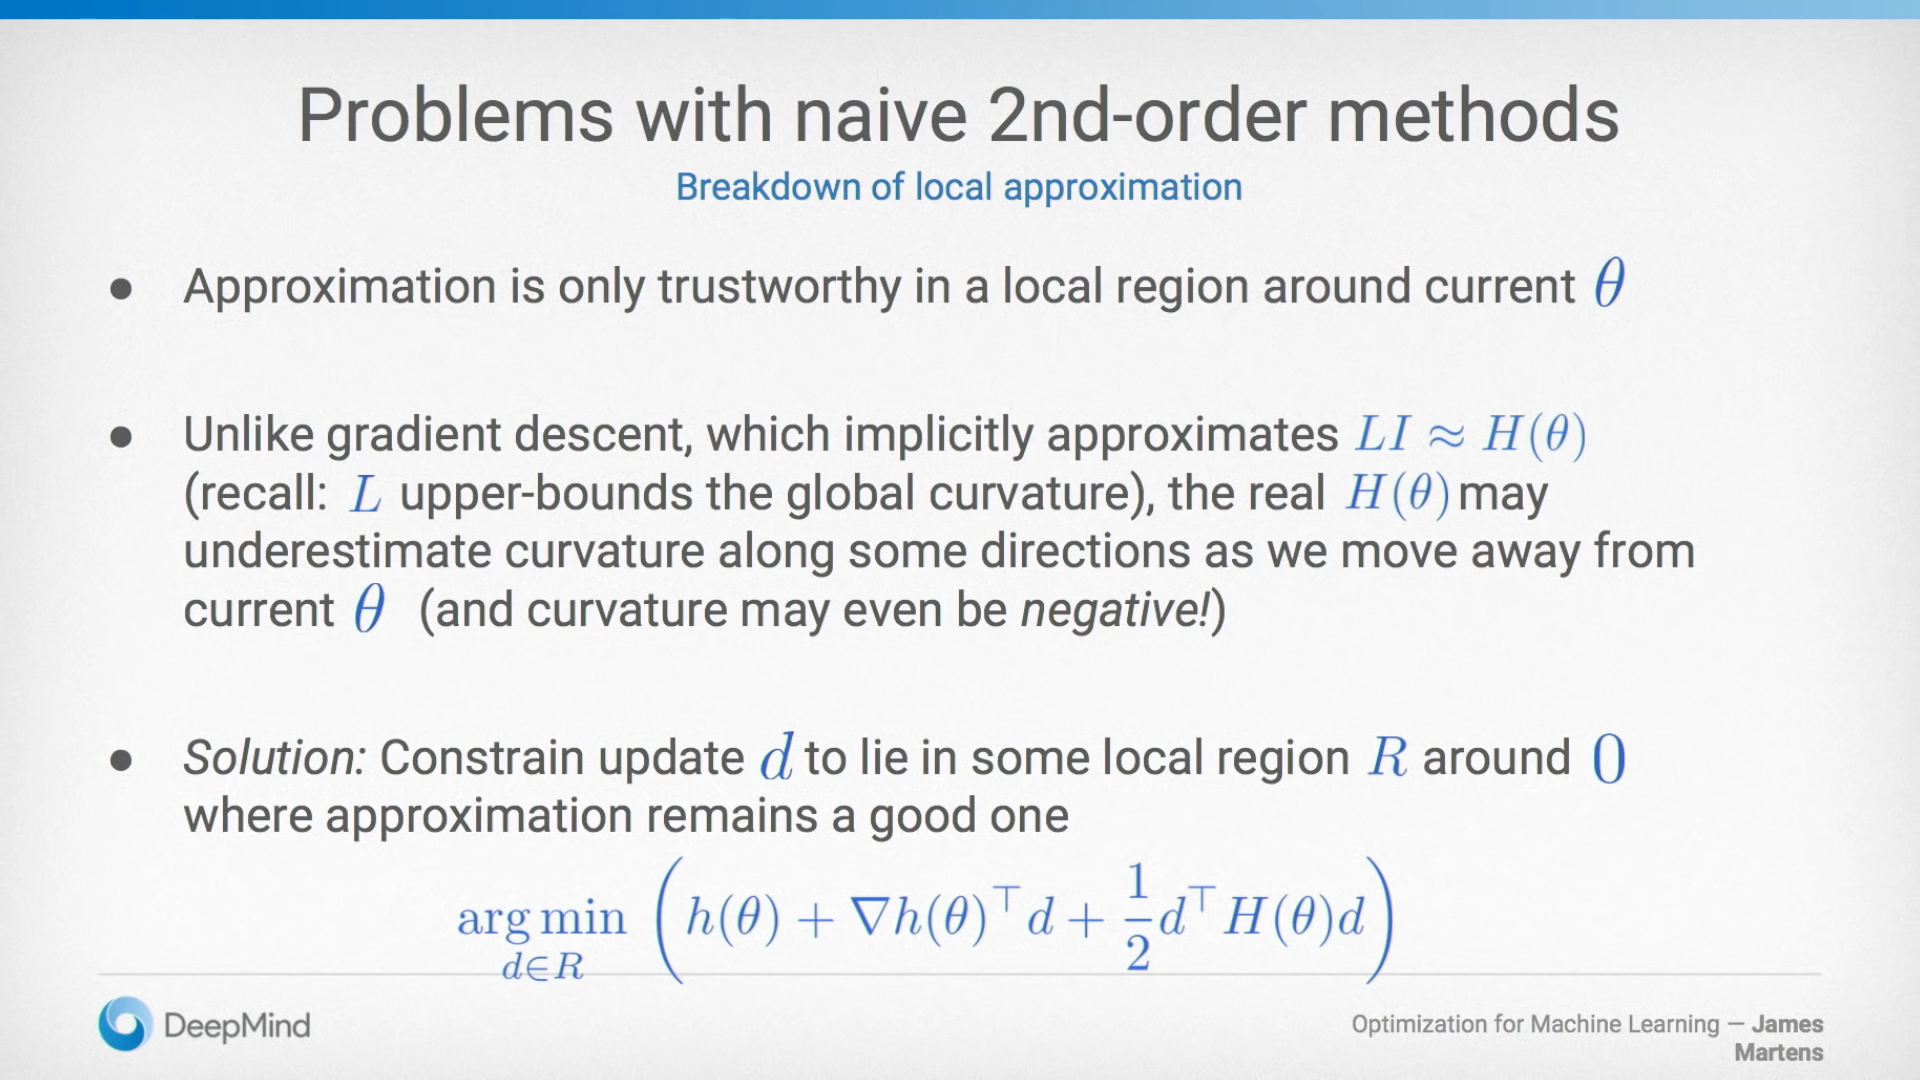 Problems with naive 2nd-order methods
Breakdown of local approximation
● Approximation is only trustworthy in a local region around current θ
● Unlike gradient descent, which implicitly approximates LI ≈ H(θ)
(recall: L upper-bounds the global curvature), the real H(θ) may
underestimate curvature along some directions as we move away from
current θ (and curvature may even be negative!)
● Solution: Constrain update d to lie in some local region R around 0
where approximation remains a good one
arg min d∈R ( h(θ) + ∇h(θ)⊤d + 1/2 d⊤H(θ)d )
DeepMind
Optimization for Machine Learning — James
Martens